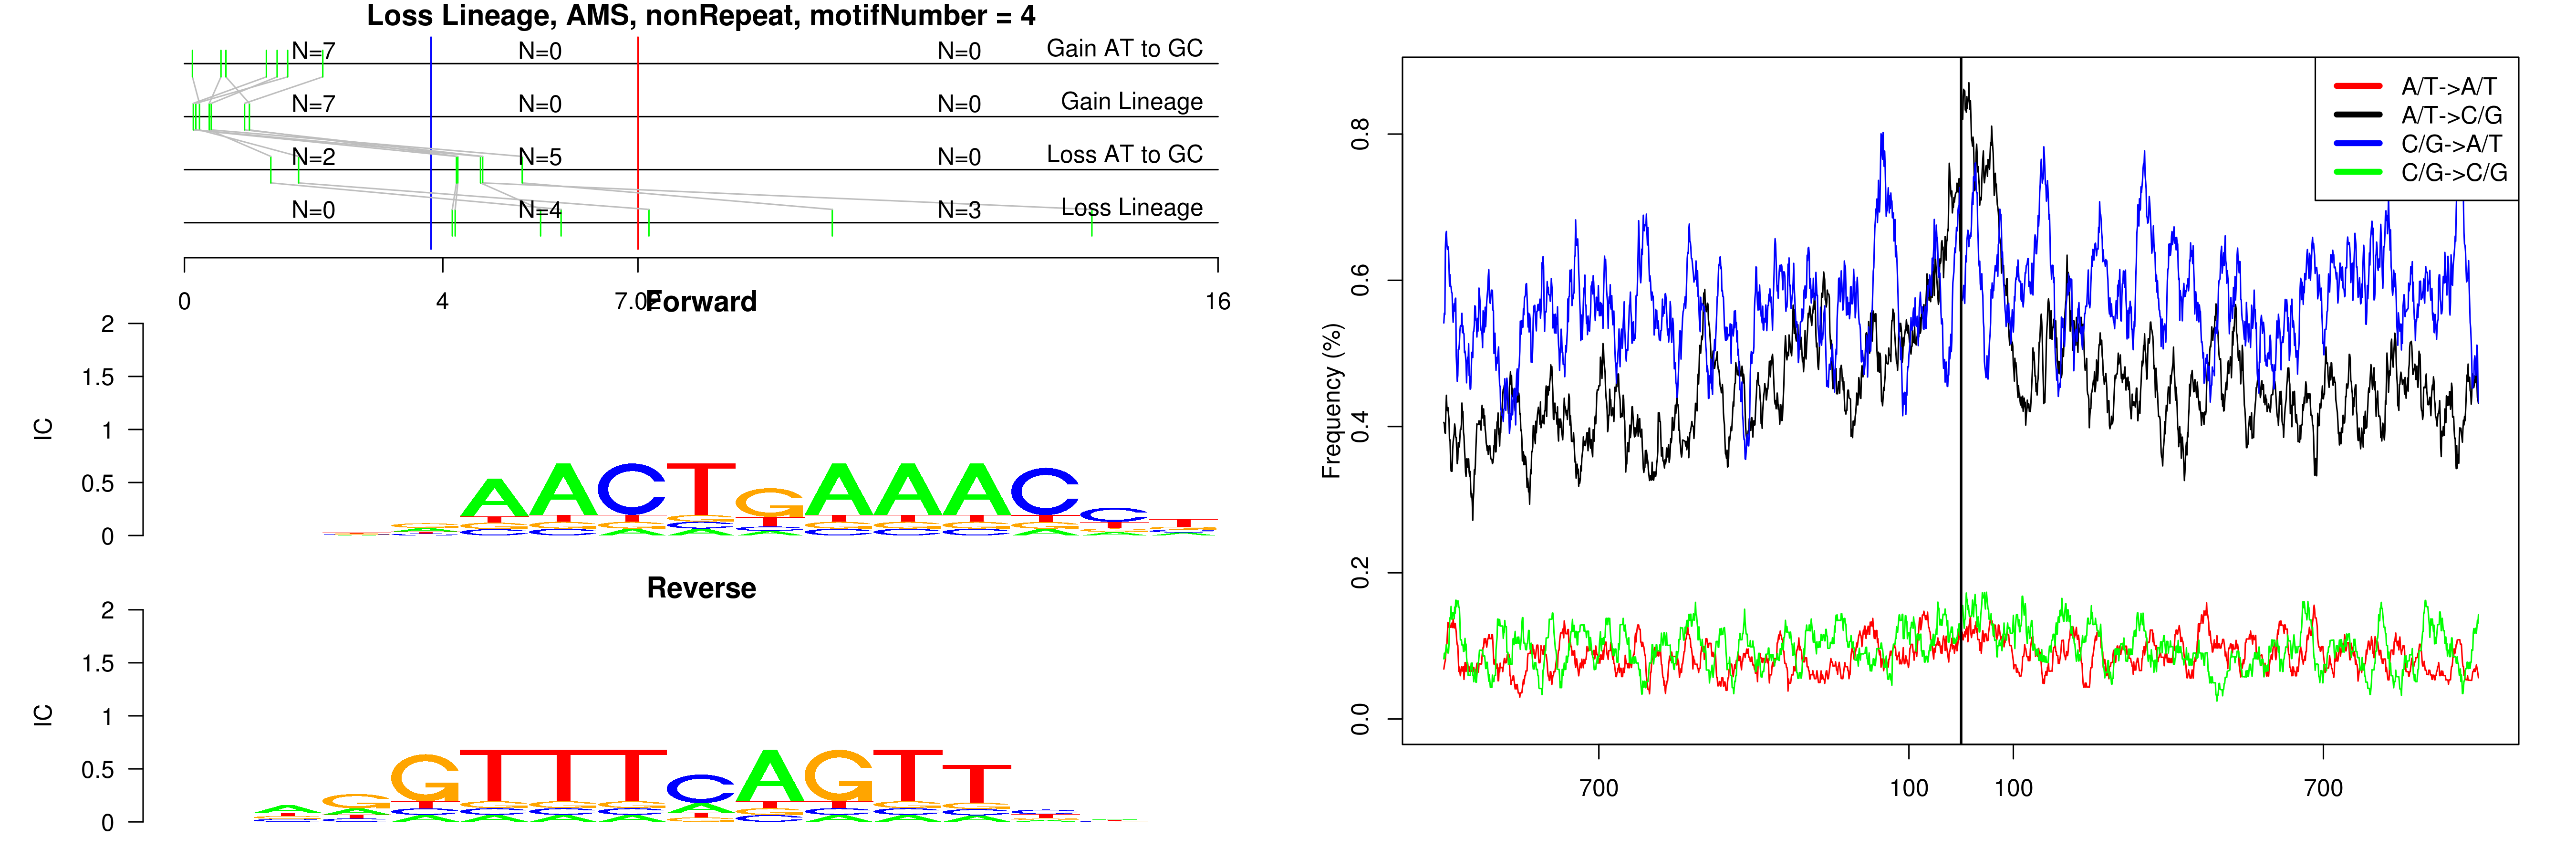 Loss Lineage, AMS, nonRepeat, motifNumber = 4
N=7 N=0 N=0 Gain AT to GC
N=7 N=0 N=0 Gain Lineage
N=2 N=5 N=0 Loss AT to GC
N=0 N=4 N=3 Loss Lineage
0 4 7.02 16
Forward
2
1.5
1
0.5
0
IC
AACTGAAACCT
Reverse
2
1.5
1
0.5
0
IC
AGGTTTCAGTT
A/T->A/T
A/T->C/G
C/G->A/T
C/G->C/G
0.8
0.6
0.4
0.2
0.0
Frequency (%)
700 100 100 700